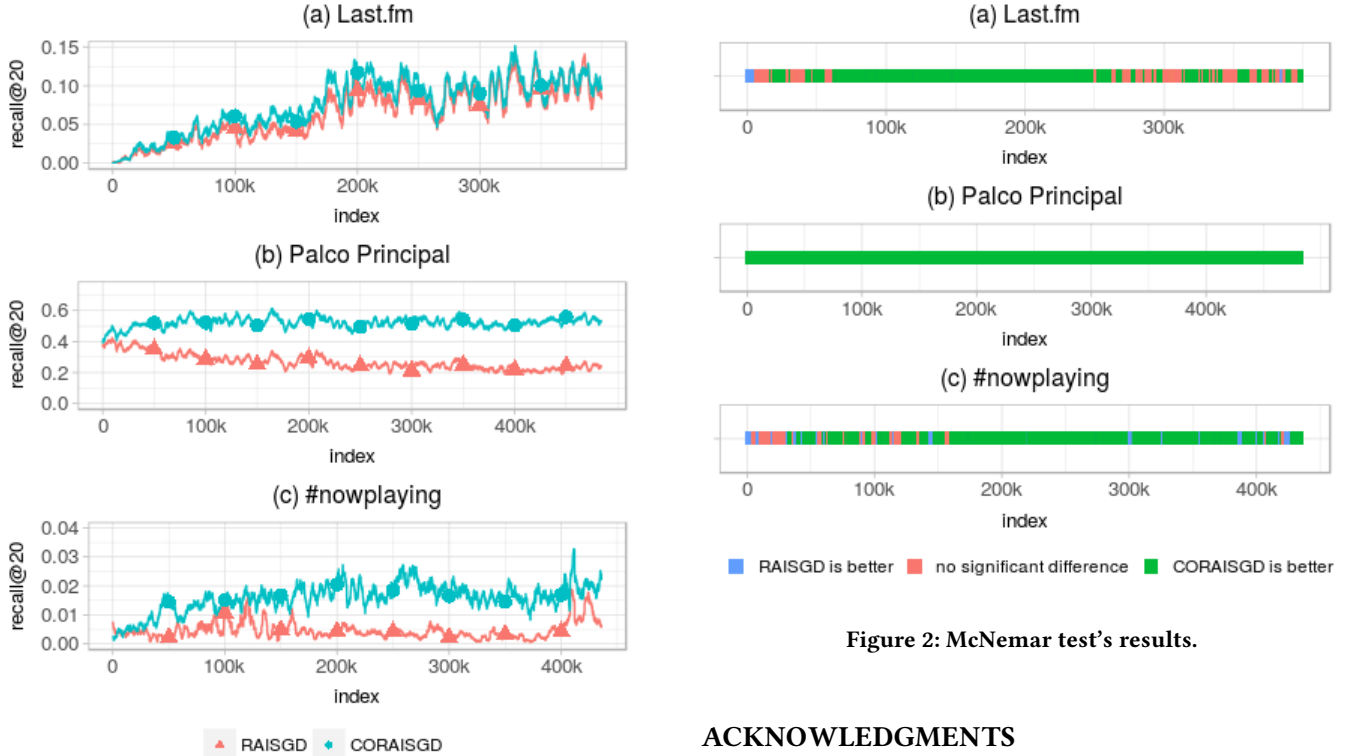 (a) Last.fm
recall@20
0.15
0.10
0.05
0.00
0 100k 200k 300k
index
(b) Palco Principal
recall@20
0.6
0.4
0.2
0.0
0 100k 200k 300k 400k
index
(c) #nowplaying
recall@20
0.04
0.03
0.02
0.01
0.00
0 100k 200k 300k 400k
index
RAISGD CORAISGD
(a) Last.fm
0 100k 200k 300k
index
(b) Palco Principal
0 100k 200k 300k 400k
index
(c) #nowplaying
0 100k 200k 300k 400k
index
RAISGD is better no significant difference CORAISGD is better
Figure 2: McNemar test's results.
ACKNOWLEDGMENTS